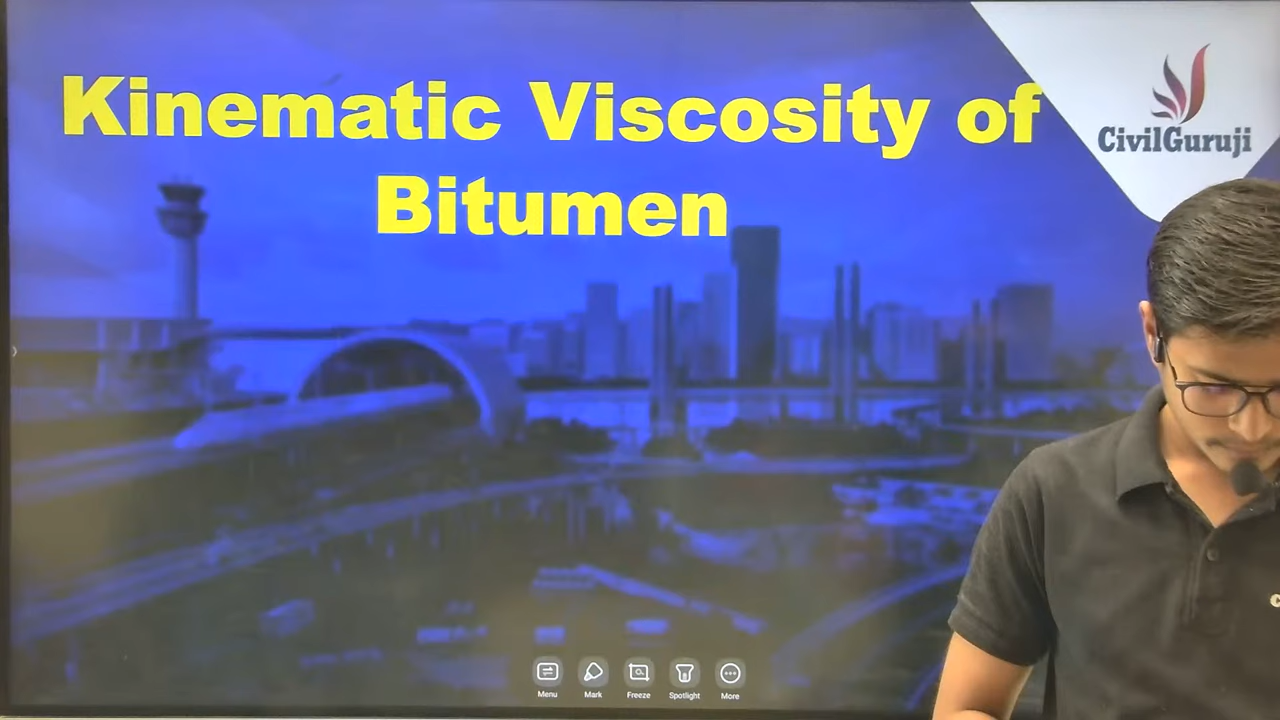 Kinematic Viscosity of
Bitumen
CivilGuruji
Menu
Mark
Freeze
Spotlight
More